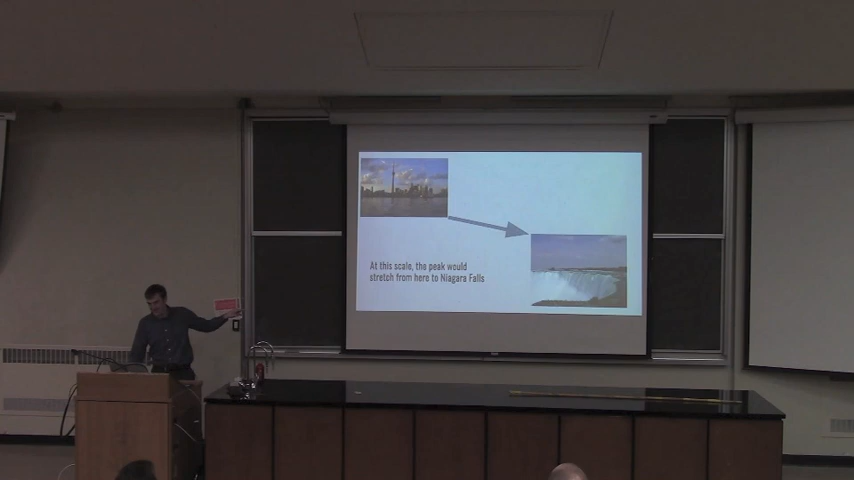 At this scale, the peak would
stretch from here to Niagara Falls